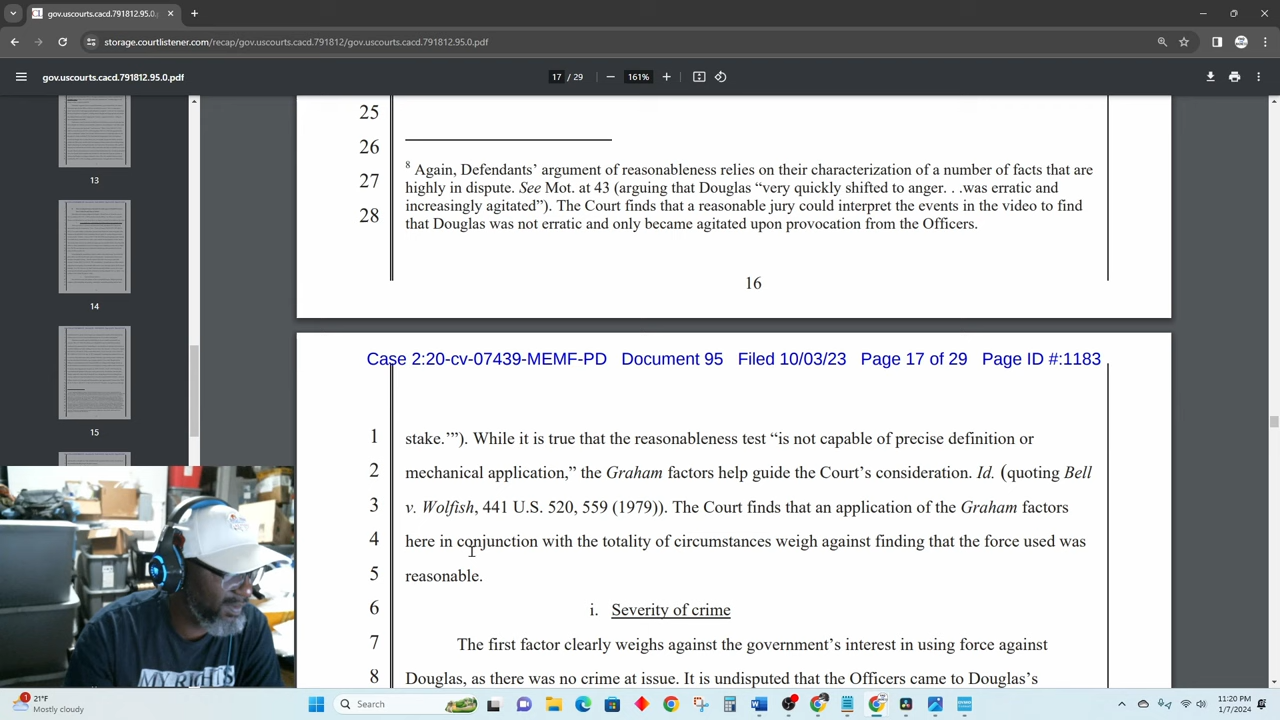 gov.uscourts.cacd.791812.95.0.p
storage.courtlistener.com/recap/gov.uscourts.cacd.791812/gov.uscourts.cacd.791812.95.0.pdf
gov.uscourts.cacd.791812.95.0.pdf
17 / 29
161%
13
14
15
25
26
27
28
8 Again, Defendants’ argument of reasonableness relies on their characterization of a number of facts that are
highly in dispute. See Mot. at 43 (arguing that Douglas “very quickly shifted to anger. . .was erratic and
increasingly agitated”). The Court finds that a reasonable jury could interpret the events in the video to find
that Douglas was not erratic and only became agitated upon provocation from the Officers.
16
Case 2:20-cv-07439-MEMF-PD Document 95 Filed 10/03/23 Page 17 of 29 Page ID #:1183
1 stake.’”). While it is true that the reasonableness test “is not capable of precise definition or
2 mechanical application,” the Graham factors help guide the Court’s consideration. Id. (quoting Bell
3 v. Wolfish, 441 U.S. 520, 559 (1979)). The Court finds that an application of the Graham factors
4 here in conjunction with the totality of circumstances weigh against finding that the force used was
5 reasonable.
6 i. Severity of crime
7 The first factor clearly weighs against the government’s interest in using force against
8 Douglas, as there was no crime at issue. It is undisputed that the Officers came to Douglas’s
MY RIGHTS
21°F
Mostly cloudy
Search
11:20 PM
1/7/2024